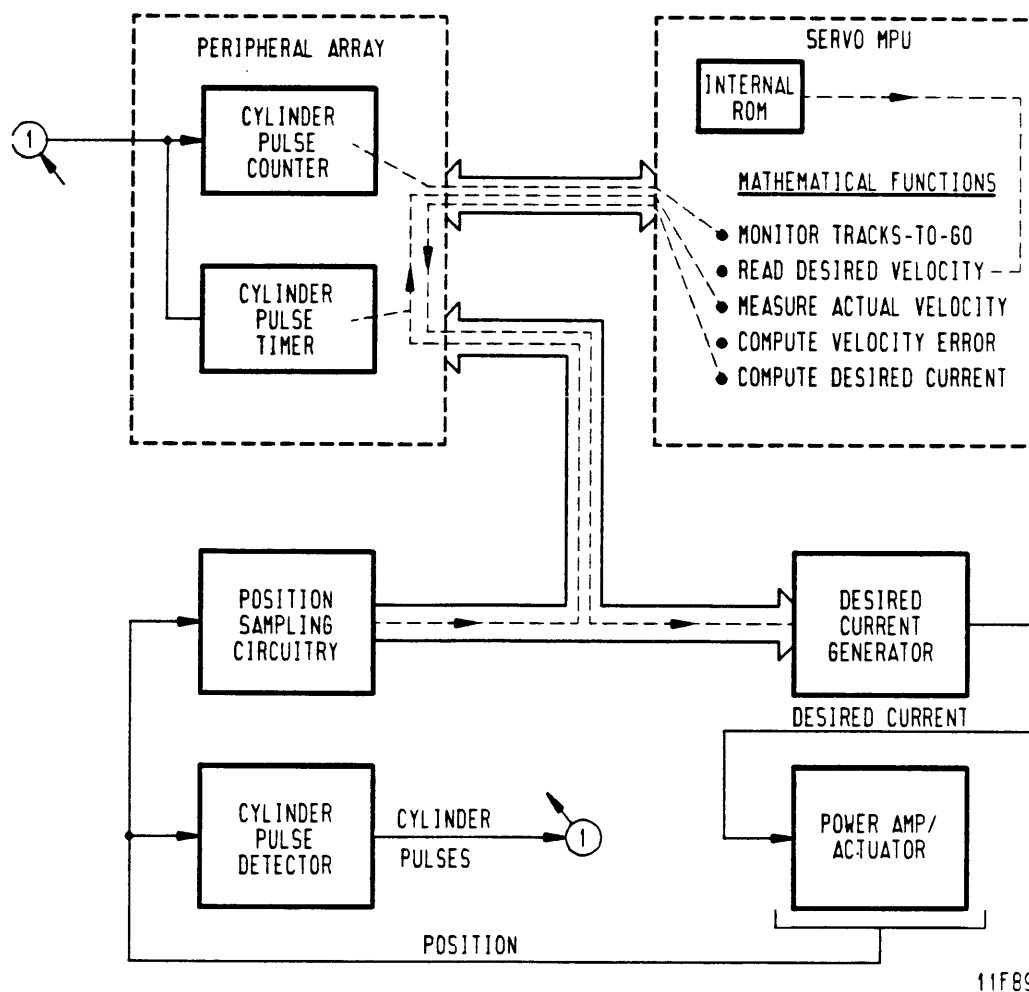 PERIPHERAL ARRAY
SERVO MPU
CYLINDER
PULSE
COUNTER
INTERNAL
ROM
1
MATHEMATICAL FUNCTIONS
MONITOR TRACKS-TO-GO
READ DESIRED VELOCITY
MEASURE ACTUAL VELOCITY
COMPUTE VELOCITY ERROR
COMPUTE DESIRED CURRENT
CYLINDER
PULSE
TIMER
POSITION
SAMPLING
CIRCUITRY
DESIRED
CURRENT
GENERATOR
DESIRED CURRENT
CYLINDER
PULSE
DETECTOR
CYLINDER
PULSES
1
POWER AMP/
ACTUATOR
POSITION
11F89